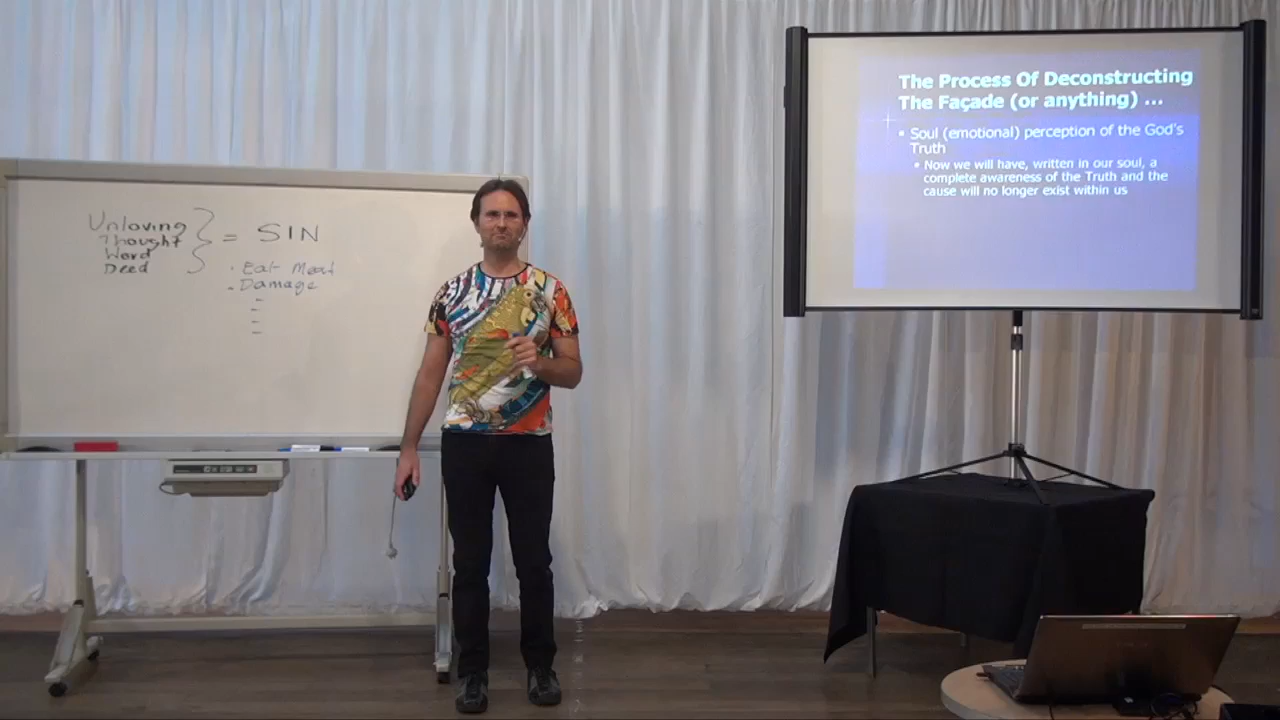 Unloving
Thought
Word
Deed
= SIN
. Eat Meat
. Damage
The Process Of Deconstructing
The Façade (or anything) ...
▪ Soul (emotional) perception of the God's
Truth
▪ Now we will have, written in our soul, a
complete awareness of the Truth and the
cause will no longer exist within us